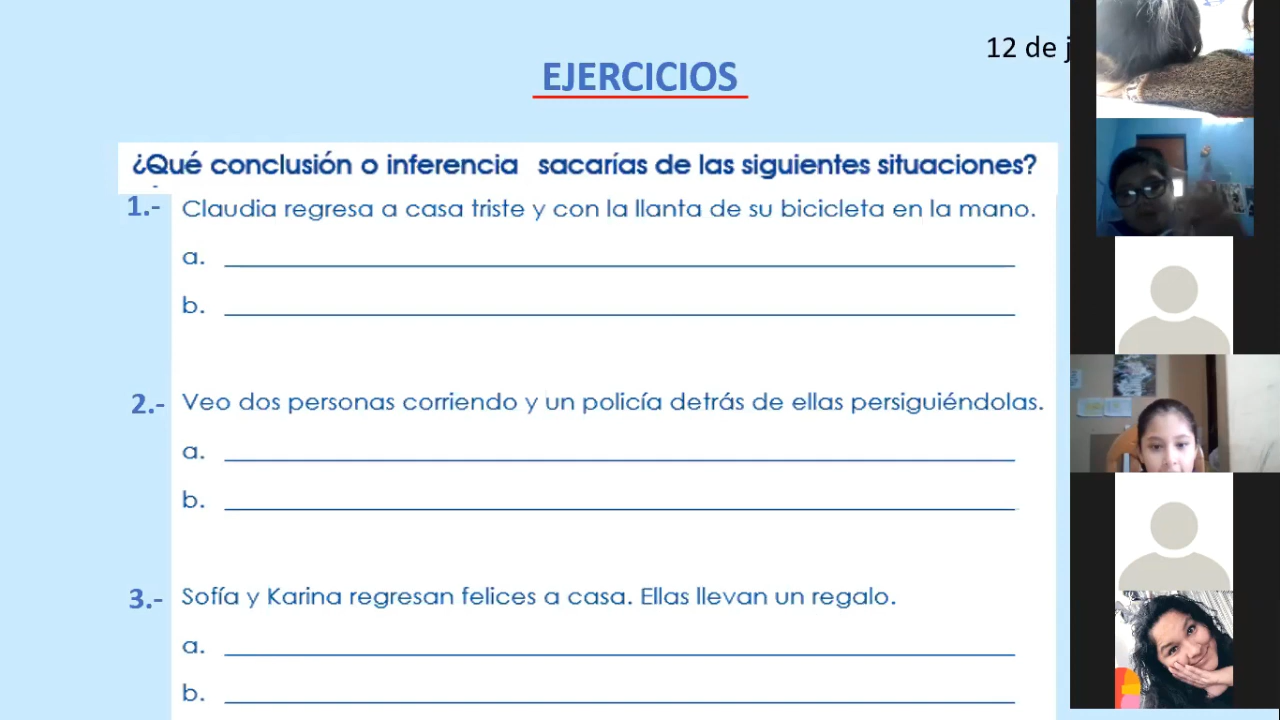 12 de j
EJERCICIOS
¿Qué conclusión o inferencia sacarías de las siguientes situaciones?
1.- Claudia regresa a casa triste y con la llanta de su bicicleta en la mano.
a.
b.
2.- Veo dos personas corriendo y un policía detrás de ellas persiguiéndolas.
a.
b.
3.- Sofía y Karina regresan felices a casa. Ellas llevan un regalo.
a.
b.